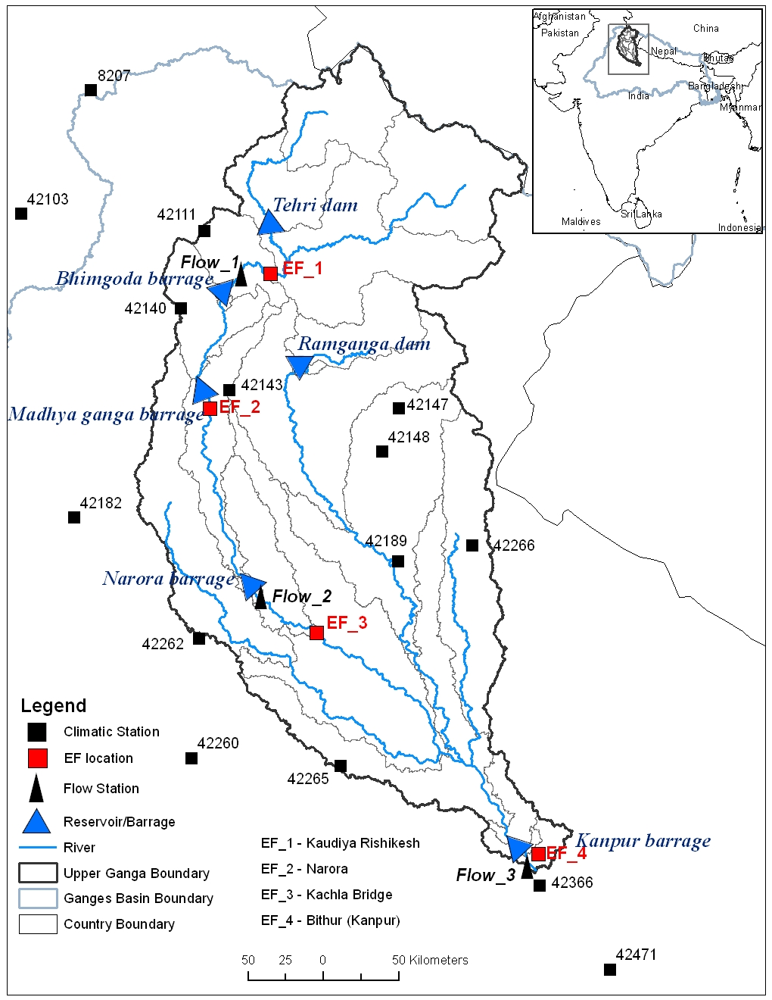 Afghanistan
Pakistan
China
Nepal
Bhutan
Bangladesh
India
Myanmar
Sri Lanka
Maldives
Indonesia
8207
42103
42111
Tehri dam
Flow_1
EF_1
Bhimgoda barrage
42140
Ramganga dam
42143
EF_2
Madhya ganga barrage
42147
42148
42182
42189
42266
Narora barrage
Flow_2
EF_3
42262
42260
42265
Kanpur barrage
EF_4
Flow_3
42366
42471
Legend
Climatic Station
EF location
Flow Station
Reservoir/Barrage
River
Upper Ganga Boundary
Ganges Basin Boundary
Country Boundary
EF_1 - Kaudiya Rishikesh
EF_2 - Narora
EF_3 - Kachla Bridge
EF_4 - Bithur (Kanpur)
50 25 0 50 Kilometers